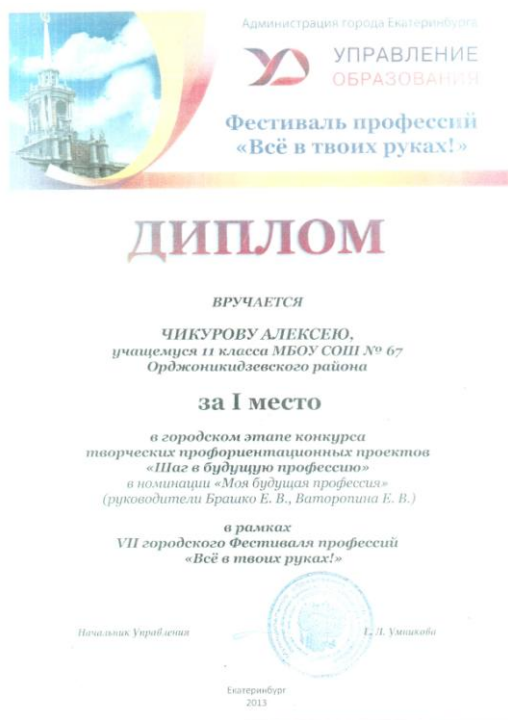 Администрация города Екатеринбурга
УПРАВЛЕНИЕ
ОБРАЗОВАНИЯ
Фестиваль профессий
«Всё в твоих руках!»
ДИПЛОМ
ВРУЧАЕТСЯ
ЧИКУРОВУ АЛЕКСЕЮ,
учащемуся 11 класса МБОУ СОШ № 67
Орджоникидзевского района
за I место
в городском этапе конкурса
творческих профориентационных проектов
«Шаг в будущую профессию»
в номинации «Моя будущая профессия»
(руководители Брашко Е. В., Ваторопина Е. В.)
в рамках
VII городского Фестиваля профессий
«Всё в твоих руках!»
Начальник Управления
Умникова
Екатеринбург
2013